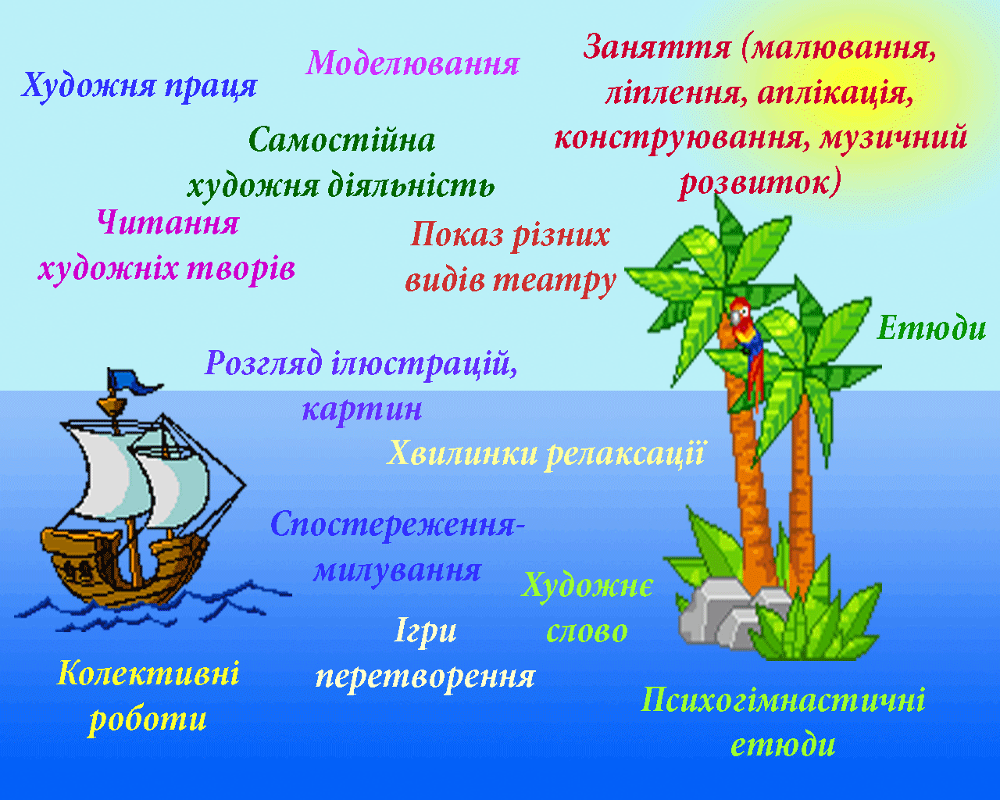 Художня праця
Моделювання
Заняття (малювання,
ліплення, аплікація,
конструювання, музичний
розвиток)
Самостійна
художня діяльність
Читання
художніх творів
Показ різних
видів театру
Етюди
Розгляд ілюстрацій,
картин
Хвилинки релаксації
Спостереження-
милування
Художнє
слово
Ігри
перетворення
Колективні
роботи
Психогімнастичні
етюди